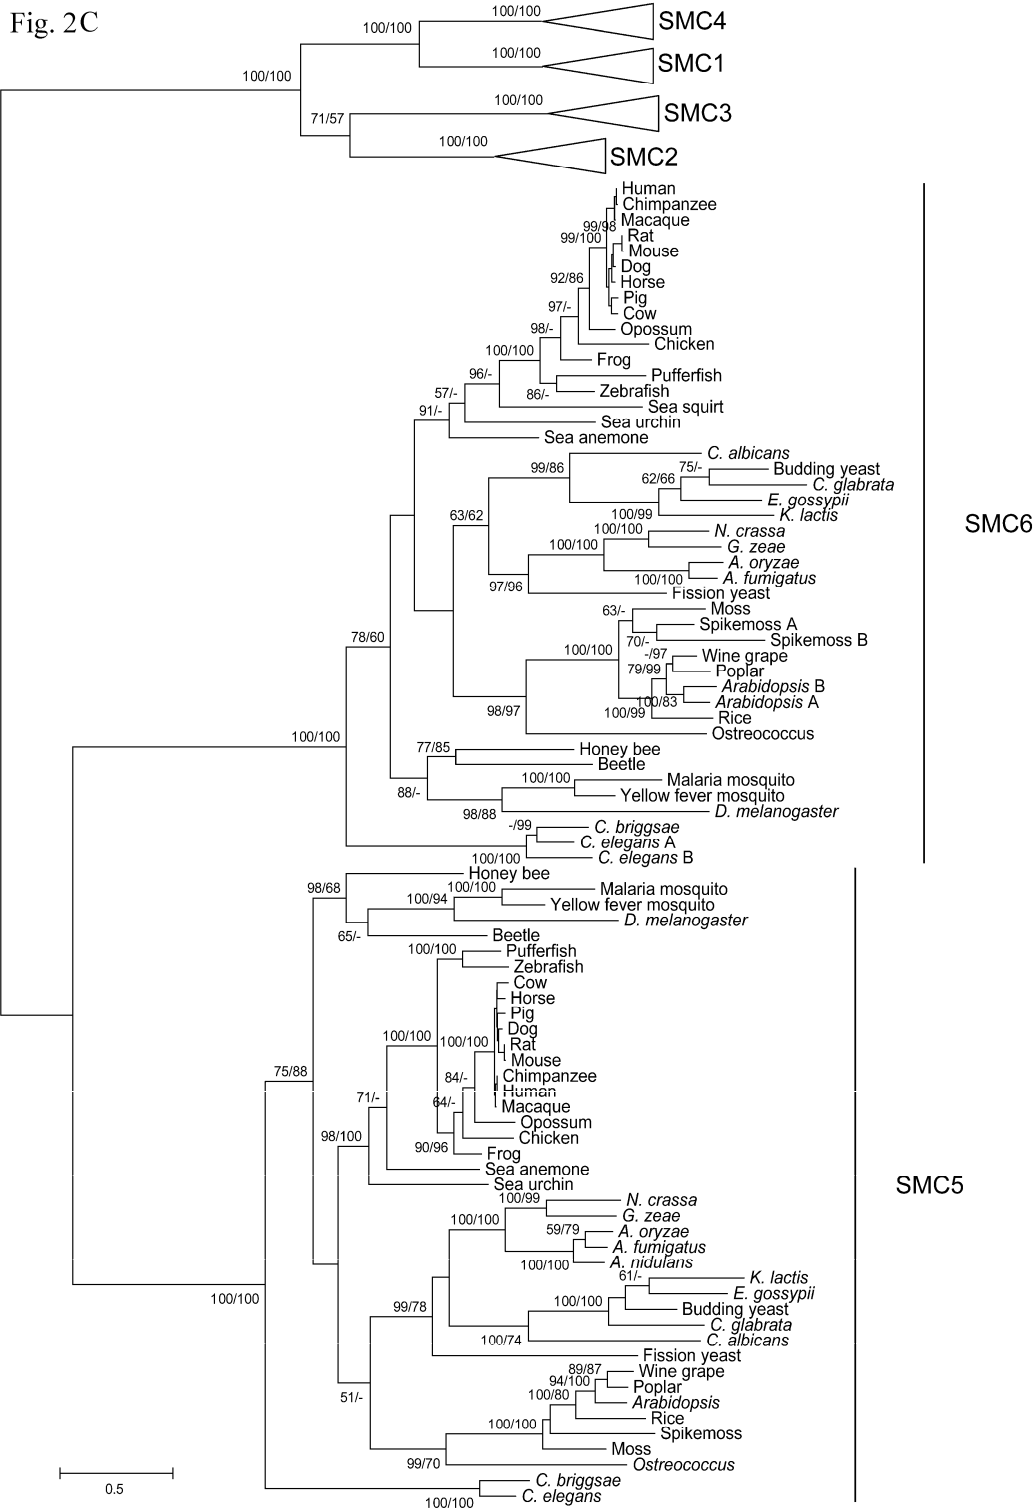 Fig. 2C
100/100
SMC4
100/100
100/100
SMC1
100/100
100/100
SMC3
71/57
100/100
SMC2
Human
Chimpanzee
Macaque
99/98
Rat
99/100
Mouse
Dog
Horse
92/86
Pig
97/-
Cow
98/-
Opossum
Chicken
100/100
Frog
96/-
Pufferfish
86/-
Zebrafish
57/-
Sea squirt
91/-
Sea urchin
Sea anemone
C. albicans
99/86
75/-
Budding yeast
62/66
C. glabrata
E. gossypii
100/99
K. lactis
63/62
100/100
N. crassa
100/100
G. zeae
A. oryzae
100/100
A. fumigatus
97/96
Fission yeast
63/-
Moss
Spikemoss A
70/-
Spikemoss B
100/100
-/97
Wine grape
79/99
Poplar
Arabidopsis B
100/83
Arabidopsis A
100/99
Rice
98/97
Ostreococcus
SMC6
78/60
100/100
77/85
Honey bee
Beetle
100/100
Malaria mosquito
88/-
Yellow fever mosquito
98/88
D. melanogaster
-/99
C. briggsae
C. elegans A
100/100
C. elegans B
Honey bee
98/68
100/100
Malaria mosquito
100/94
Yellow fever mosquito
D. melanogaster
65/-
Beetle
100/100
Pufferfish
Zebrafish
Cow
Horse
Pig
Dog
100/100
100/100
Rat
Mouse
75/88
84/-
Chimpanzee
Human
71/-
64/-
Macaque
Opossum
98/100
Chicken
90/96
Frog
Sea anemone
Sea urchin
SMC5
100/99
N. crassa
100/100
G. zeae
59/79
A. oryzae
A. fumigatus
100/100
A. nidulans
61/-
K. lactis
100/100
E. gossypii
100/100
99/78
Budding yeast
C. glabrata
100/74
C. albicans
Fission yeast
89/87
Wine grape
94/100
Poplar
51/-
100/80
Arabidopsis
Rice
100/100
Spikemoss
Moss
99/70
Ostreococcus
0.5
C. briggsae
100/100
C. elegans